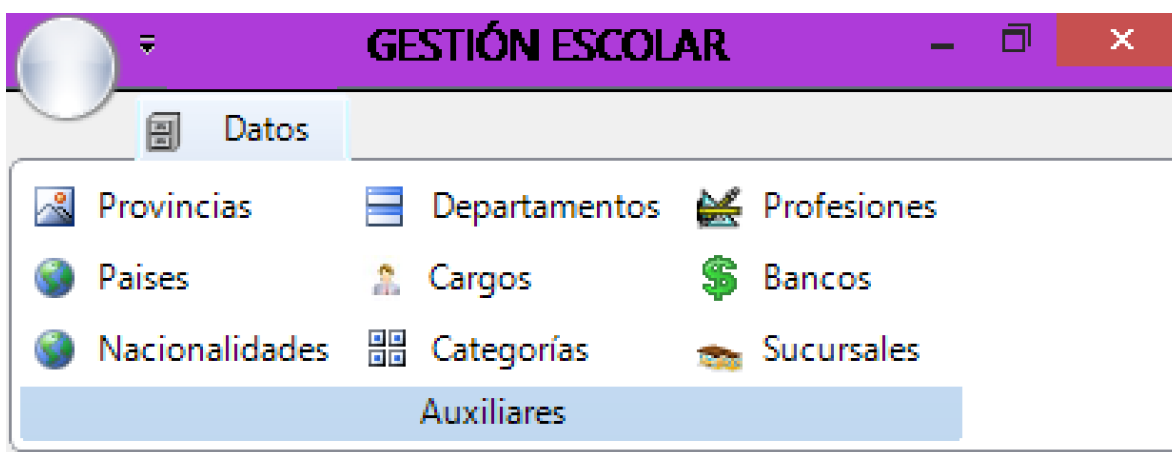 GESTIÓN ESCOLAR
Datos
Provincias Departamentos Profesiones
Paises Cargos Bancos
Nacionalidades Categorías Sucursales
Auxiliares